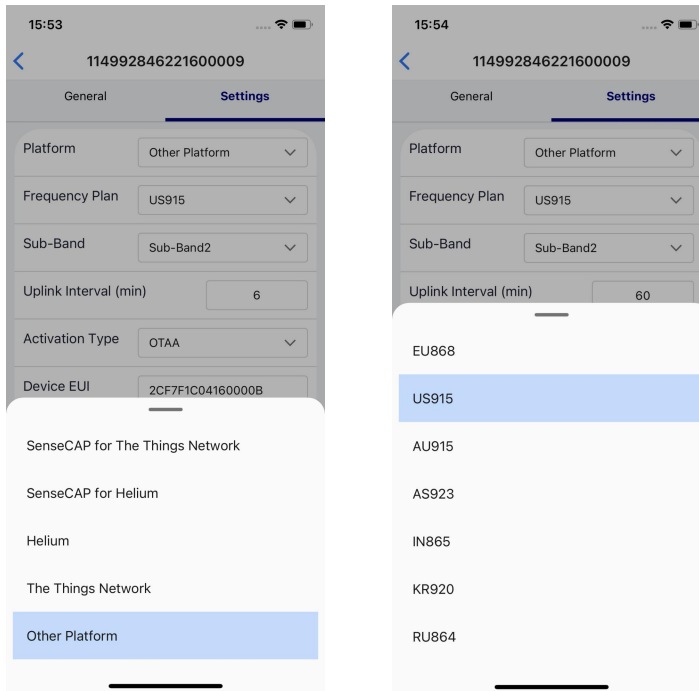 15:53
114992846221600009
General Settings
Platform Other Platform
Frequency Plan US915
Sub-Band Sub-Band2
Uplink Interval (min) 6
Activation Type OTAA
Device EUI 2CF7F1C04160000B
SenseCAP for The Things Network
SenseCAP for Helium
Helium
The Things Network
Other Platform
15:54
114992846221600009
General Settings
Platform Other Platform
Frequency Plan US915
Sub-Band Sub-Band2
Uplink Interval (min) 60
EU868
US915
AU915
AS923
IN865
KR920
RU864